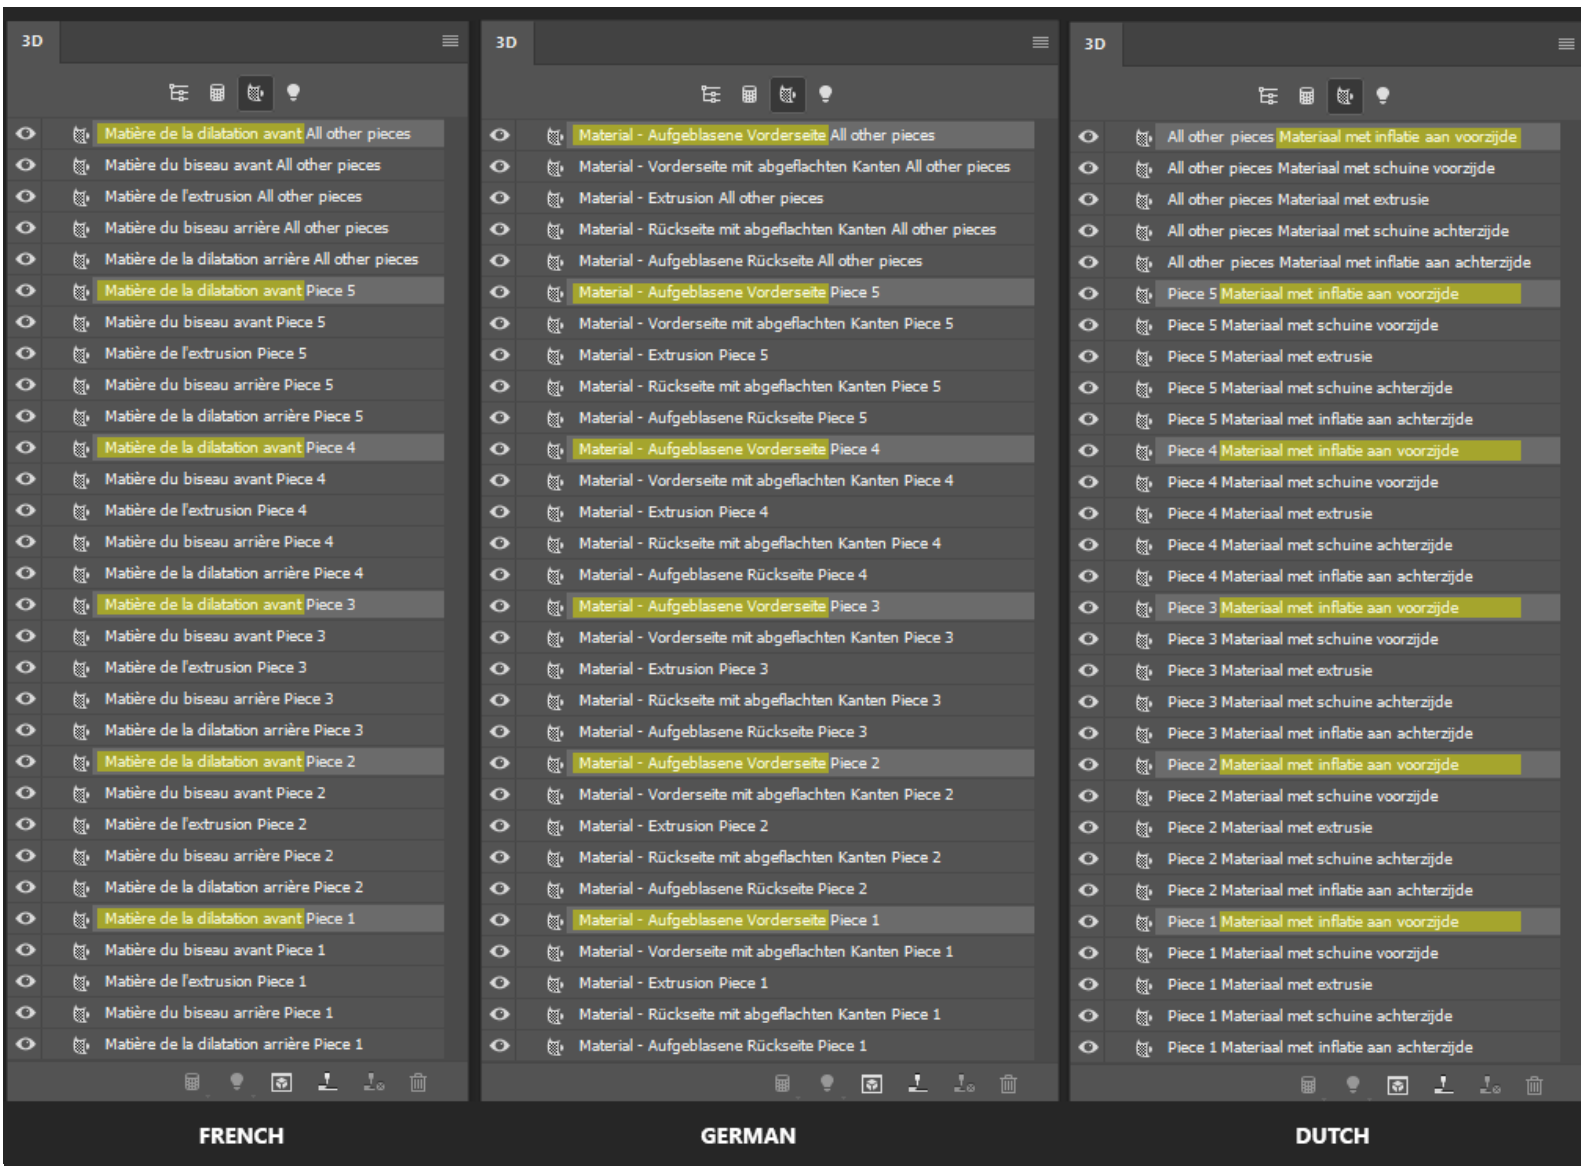 3D
Matière de la dilatation avant All other pieces
Matière du biseau avant All other pieces
Matière de l'extrusion All other pieces
Matière du biseau arrière All other pieces
Matière de la dilatation arrière All other pieces
Matière de la dilatation avant Piece 5
Matière du biseau avant Piece 5
Matière de l'extrusion Piece 5
Matière du biseau arrière Piece 5
Matière de la dilatation arrière Piece 5
Matière de la dilatation avant Piece 4
Matière du biseau avant Piece 4
Matière de l'extrusion Piece 4
Matière du biseau arrière Piece 4
Matière de la dilatation arrière Piece 4
Matière de la dilatation avant Piece 3
Matière du biseau avant Piece 3
Matière de l'extrusion Piece 3
Matière du biseau arrière Piece 3
Matière de la dilatation arrière Piece 3
Matière de la dilatation avant Piece 2
Matière du biseau avant Piece 2
Matière de l'extrusion Piece 2
Matière du biseau arrière Piece 2
Matière de la dilatation arrière Piece 2
Matière de la dilatation avant Piece 1
Matière du biseau avant Piece 1
Matière de l'extrusion Piece 1
Matière du biseau arrière Piece 1
Matière de la dilatation arrière Piece 1
FRENCH
3D
Material - Aufgeblasene Vorderseite All other pieces
Material - Vorderseite mit abgeflachten Kanten All other pieces
Material - Extrusion All other pieces
Material - Rückseite mit abgeflachten Kanten All other pieces
Material - Aufgeblasene Rückseite All other pieces
Material - Aufgeblasene Vorderseite Piece 5
Material - Vorderseite mit abgeflachten Kanten Piece 5
Material - Extrusion Piece 5
Material - Rückseite mit abgeflachten Kanten Piece 5
Material - Aufgeblasene Rückseite Piece 5
Material - Aufgeblasene Vorderseite Piece 4
Material - Vorderseite mit abgeflachten Kanten Piece 4
Material - Extrusion Piece 4
Material - Rückseite mit abgeflachten Kanten Piece 4
Material - Aufgeblasene Rückseite Piece 4
Material - Aufgeblasene Vorderseite Piece 3
Material - Vorderseite mit abgeflachten Kanten Piece 3
Material - Extrusion Piece 3
Material - Rückseite mit abgeflachten Kanten Piece 3
Material - Aufgeblasene Rückseite Piece 3
Material - Aufgeblasene Vorderseite Piece 2
Material - Vorderseite mit abgeflachten Kanten Piece 2
Material - Extrusion Piece 2
Material - Rückseite mit abgeflachten Kanten Piece 2
Material - Aufgeblasene Rückseite Piece 2
Material - Aufgeblasene Vorderseite Piece 1
Material - Vorderseite mit abgeflachten Kanten Piece 1
Material - Extrusion Piece 1
Material - Rückseite mit abgeflachten Kanten Piece 1
Material - Aufgeblasene Rückseite Piece 1
GERMAN
3D
All other pieces Materiaal met inflatie aan voorzijde
All other pieces Materiaal met schuine voorzijde
All other pieces Materiaal met extrusie
All other pieces Materiaal met schuine achterzijde
All other pieces Materiaal met inflatie aan achterzijde
Piece 5 Materiaal met inflatie aan voorzijde
Piece 5 Materiaal met schuine voorzijde
Piece 5 Materiaal met extrusie
Piece 5 Materiaal met schuine achterzijde
Piece 5 Materiaal met inflatie aan achterzijde
Piece 4 Materiaal met inflatie aan voorzijde
Piece 4 Materiaal met schuine voorzijde
Piece 4 Materiaal met extrusie
Piece 4 Materiaal met schuine achterzijde
Piece 4 Materiaal met inflatie aan achterzijde
Piece 3 Materiaal met inflatie aan voorzijde
Piece 3 Materiaal met schuine voorzijde
Piece 3 Materiaal met extrusie
Piece 3 Materiaal met schuine achterzijde
Piece 3 Materiaal met inflatie aan achterzijde
Piece 2 Materiaal met inflatie aan voorzijde
Piece 2 Materiaal met schuine voorzijde
Piece 2 Materiaal met extrusie
Piece 2 Materiaal met schuine achterzijde
Piece 2 Materiaal met inflatie aan achterzijde
Piece 1 Materiaal met inflatie aan voorzijde
Piece 1 Materiaal met schuine voorzijde
Piece 1 Materiaal met extrusie
Piece 1 Materiaal met schuine achterzijde
Piece 1 Materiaal met inflatie aan achterzijde
DUTCH